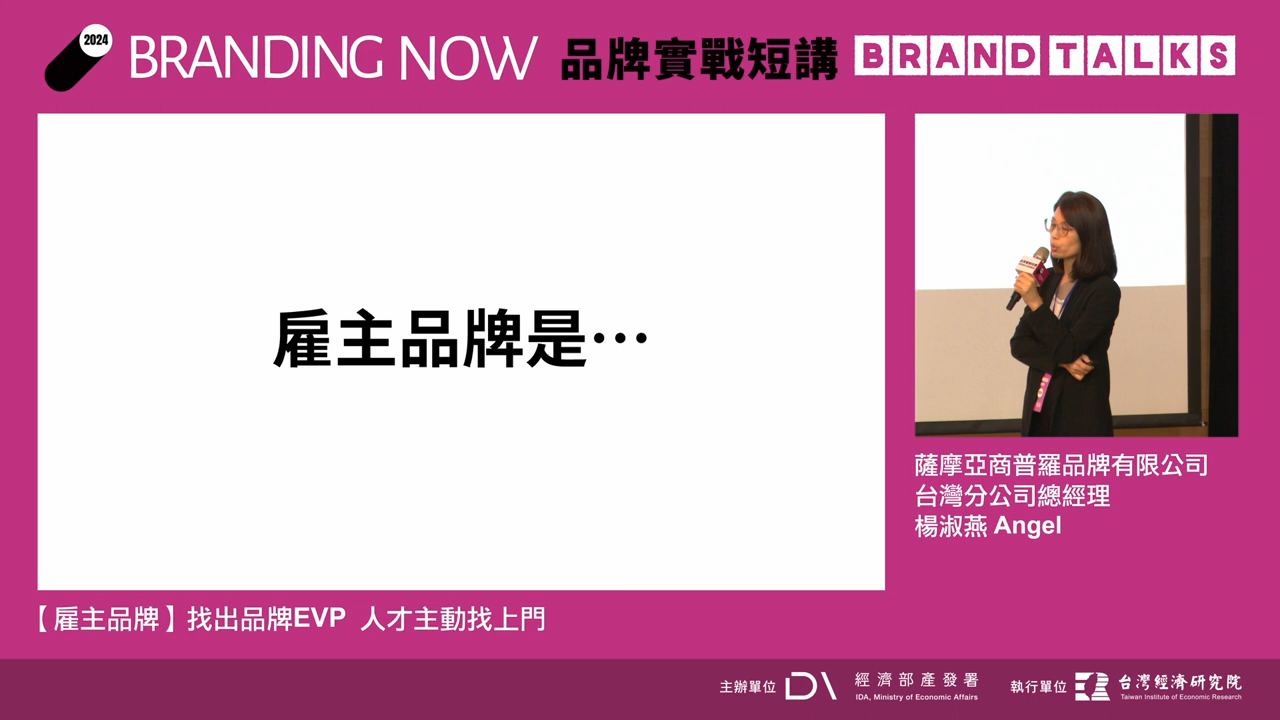 2024
BRANDING NOW 品牌實戰短講 BRAND TALKS
雇主品牌是…
薩摩亞商普羅品牌有限公司
台灣分公司總經理
楊淑燕 Angel
【雇主品牌】找出品牌EVP 人才主動找上門
主辦單位 經濟部產業發展署
IDA, Ministry of Economic Affairs
執行單位 台灣經濟研究院
Taiwan Institute of Economic Research